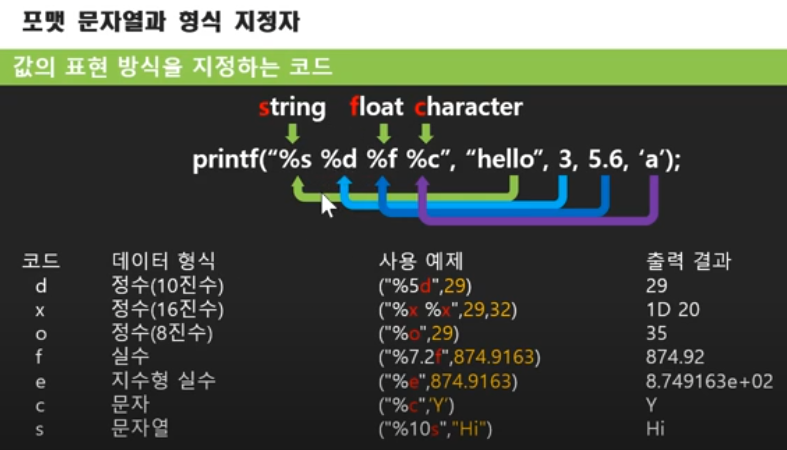 포맷 문자열과 형식 지정자
값의 표현 방식을 지정하는 코드
string float character
printf(“%s %d %f %c”, “hello”, 3, 5.6, ‘a’);
코드 데이터 형식 사용 예제 출력 결과
d 정수(10진수) ("%5d",29) 29
x 정수(16진수) ("%x %x",29,32) 1D 20
o 정수(8진수) ("%o",29) 35
f 실수 ("%7.2f",874.9163) 874.92
e 지수형 실수 ("%e",874.9163) 8.749163e+02
c 문자 ("%c",'Y') Y
s 문자열 ("%10s","Hi") Hi